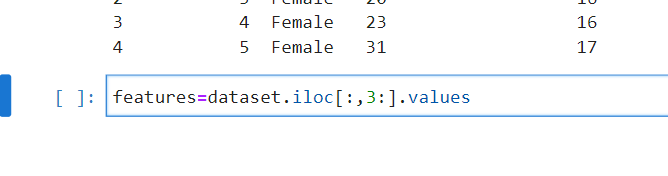 3 4 Female 23 16
4 5 Female 31 17
[ ]: features=dataset.iloc[:,3:].values